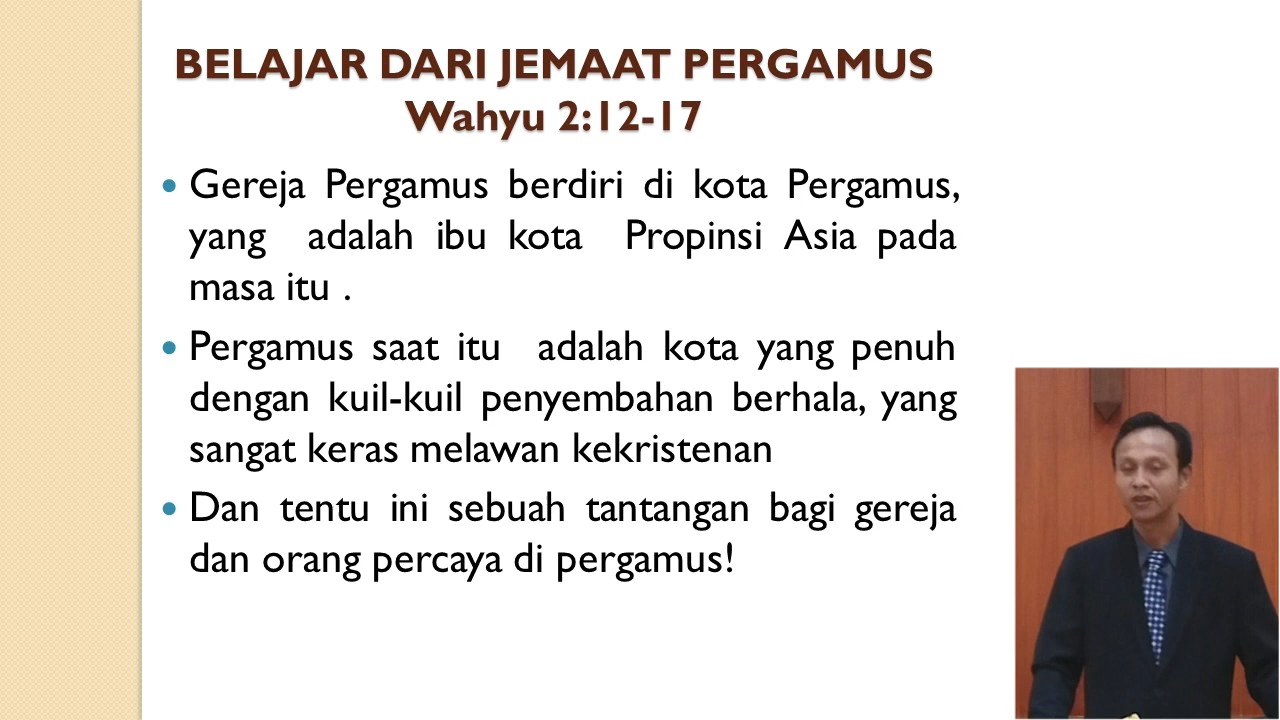 BELAJAR DARI JEMAAT PERGAMUS
Wahyu 2:12-17
• Gereja Pergamus berdiri di kota Pergamus,
yang adalah ibu kota Propinsi Asia pada
masa itu .
• Pergamus saat itu adalah kota yang penuh
dengan kuil-kuil penyembahan berhala, yang
sangat keras melawan kekristenan
• Dan tentu ini sebuah tantangan bagi gereja
dan orang percaya di pergamus!